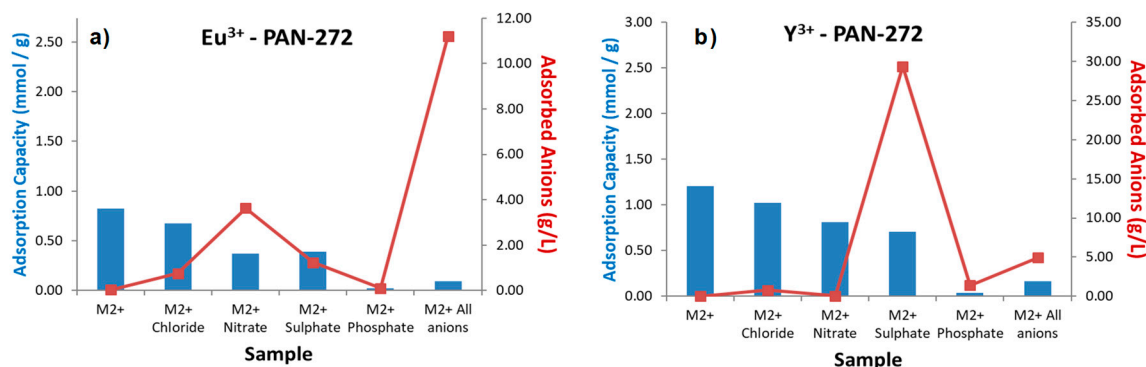 a)
Eu³⁺ - PAN-272
Adsorption Capacity (mmol / g)
2.50
2.00
1.50
1.00
0.50
0.00
12.00
10.00
8.00
6.00
4.00
2.00
0.00
Adsorbed Anions (g/L)
M2+
M2+ Chloride
M2+ Nitrate
M2+ Sulphate
M2+ Phosphate
M2+ All anions
Sample
b)
Y³⁺ - PAN-272
Adsorption Capacity (mmol / g)
3.00
2.50
2.00
1.50
1.00
0.50
0.00
35.00
30.00
25.00
20.00
15.00
10.00
5.00
0.00
Adsorbed Anions (g/L)
M2+
M2+ Chloride
M2+ Nitrate
M2+ Sulphate
M2+ Phosphate
M2+ All anions
Sample